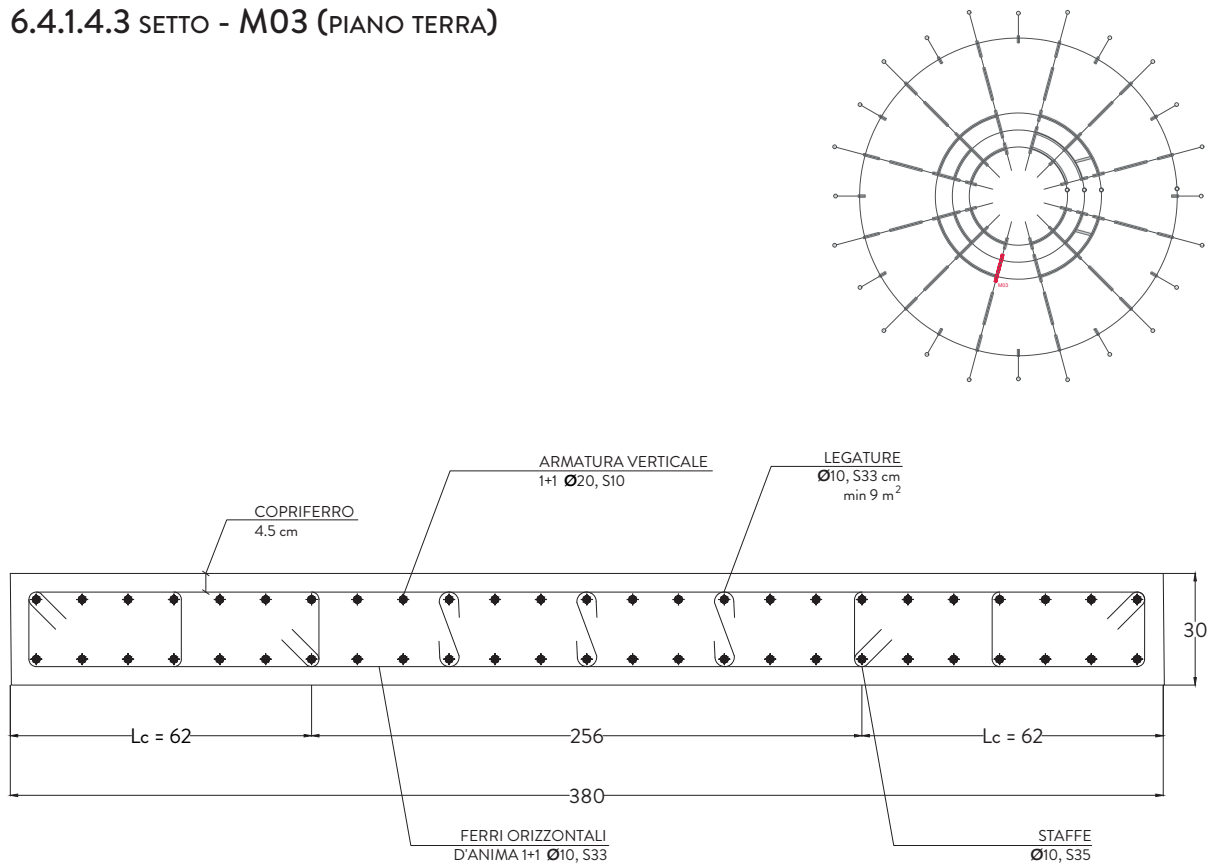 6.4.1.4.3 SETTO - M03 (PIANO TERRA)
M03
ARMATURA VERTICALE
1+1 Ø20, S10
LEGATURE
Ø10, S33 cm
min 9 m²
COPRIFERRO
4.5 cm
30
Lc = 62
256
Lc = 62
380
FERRI ORIZZONTALI
D'ANIMA 1+1 Ø10, S33
STAFFE
Ø10, S35